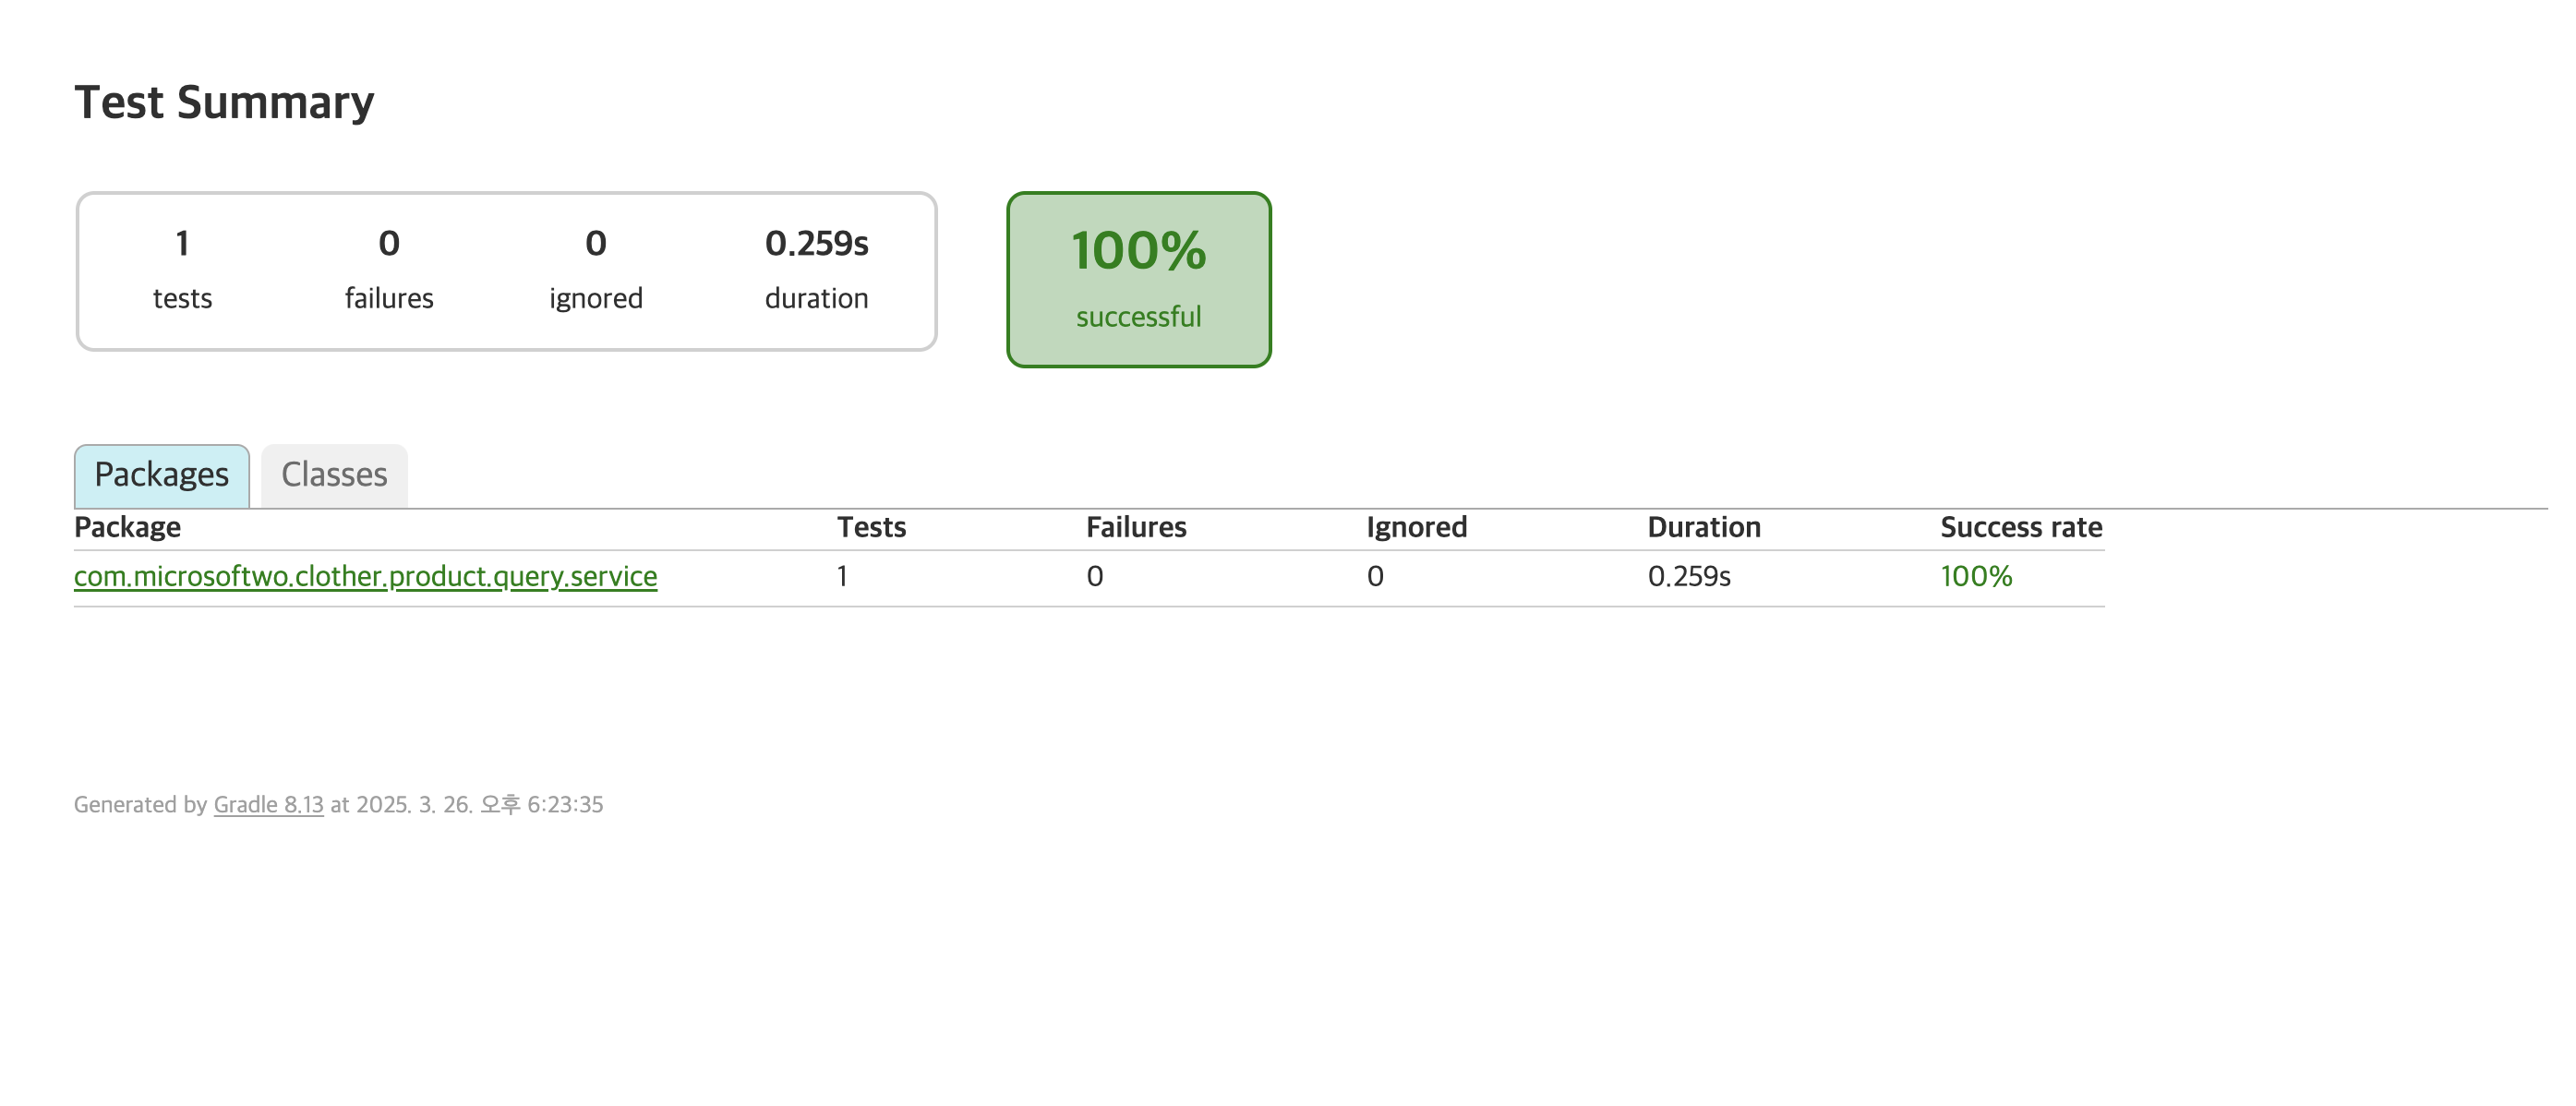 Test Summary
1 0 0 0.259s
tests failures ignored duration
100%
successful
Packages Classes
Package Tests Failures Ignored Duration Success rate
com.microsoftwo.clother.product.query.service 1 0 0 0.259s 100%
Generated by Gradle 8.13 at 2025. 3. 26. 오후 6:23:35